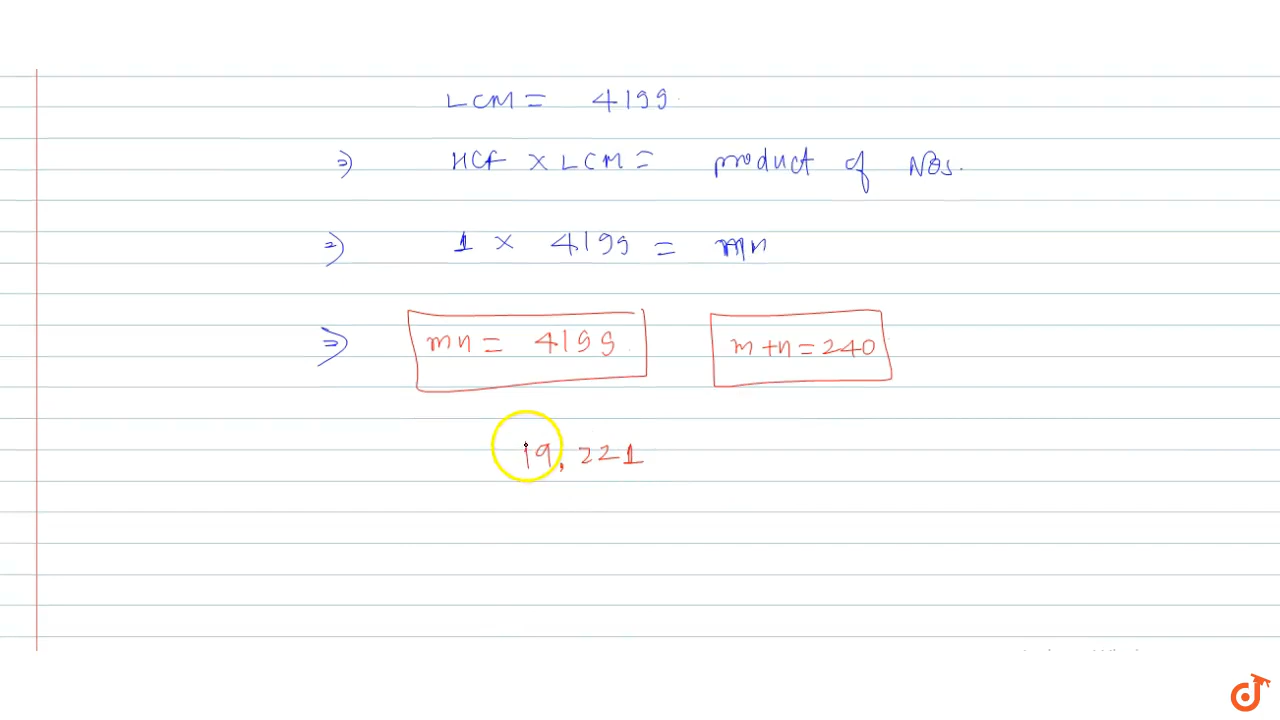 LCM = 4199
⇒ HCF × LCM = product of Nos.
⇒ 1 × 4199 = mn
⇒ mn = 4199 m + n = 240
19, 221